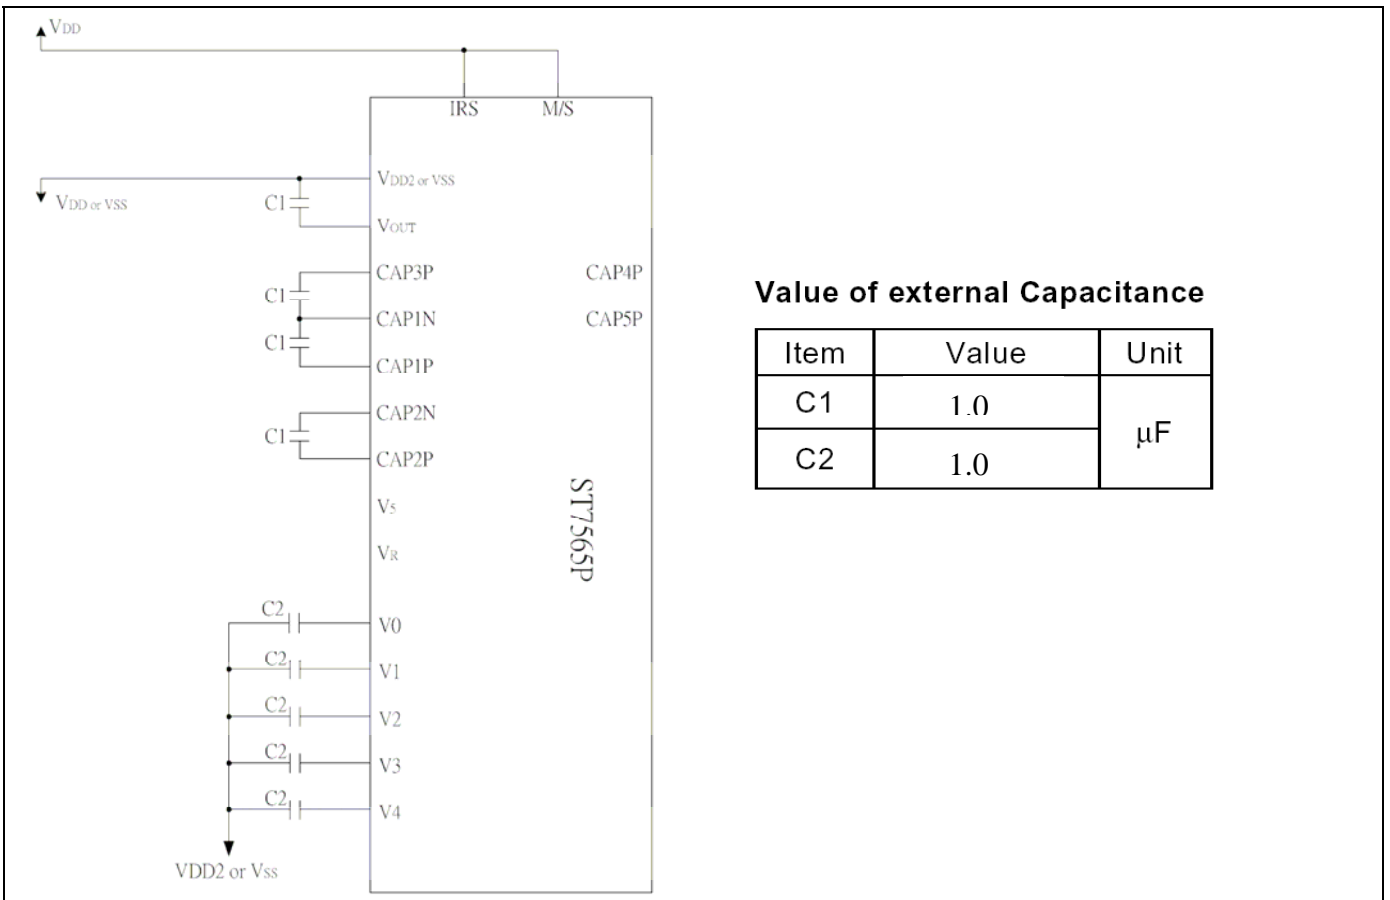 VDD
IRS M/S
VDD2 or VSS
VDD or VSS
C1
VOUT
CAP3P CAP4P
C1
CAP1N CAP5P
C1
CAP1P
CAP2N
C1
CAP2P
V5
VR
ST7565P
C2
V0
C2
V1
C2
V2
C2
V3
C2
V4
VDD2 or VSS
Value of external Capacitance
Item Value Unit
C1 1.0 μF
C2 1.0